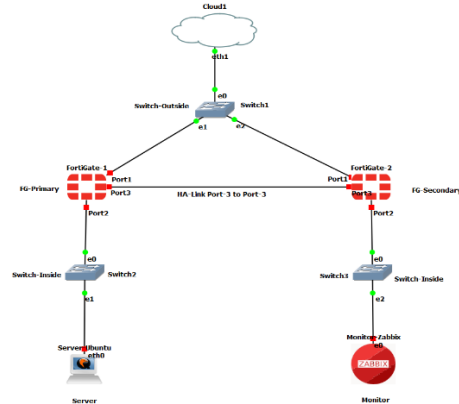 Cloud1
eth1
e0
Switch-Outside
Switch1
e1
e2
FortiGate-1
FortiGate-2
Port1
Port1
FG-Primary
Port3
HA-Link Port-3 to Port-3
Port3
FG-Secondary
Port2
Port2
e0
e0
Switch-Inside
Switch2
Switch3
Switch-Inside
e1
e2
Server-Ubuntu
eth0
Monitor-Zabbix
e0
ZABBIX
Server
Monitor